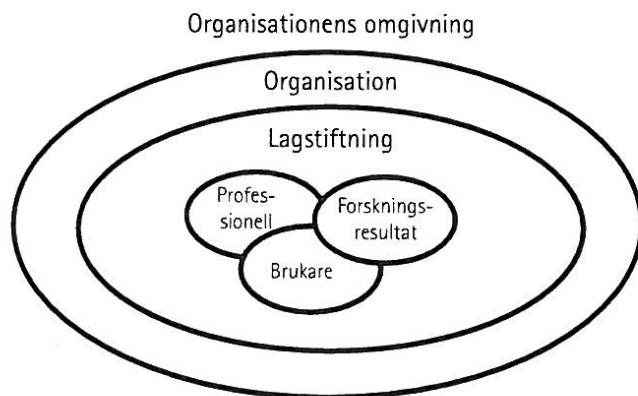 Organisationens omgivning
Organisation
Lagstiftning
Profes-
sionell
Forsknings-
resultat
Brukare